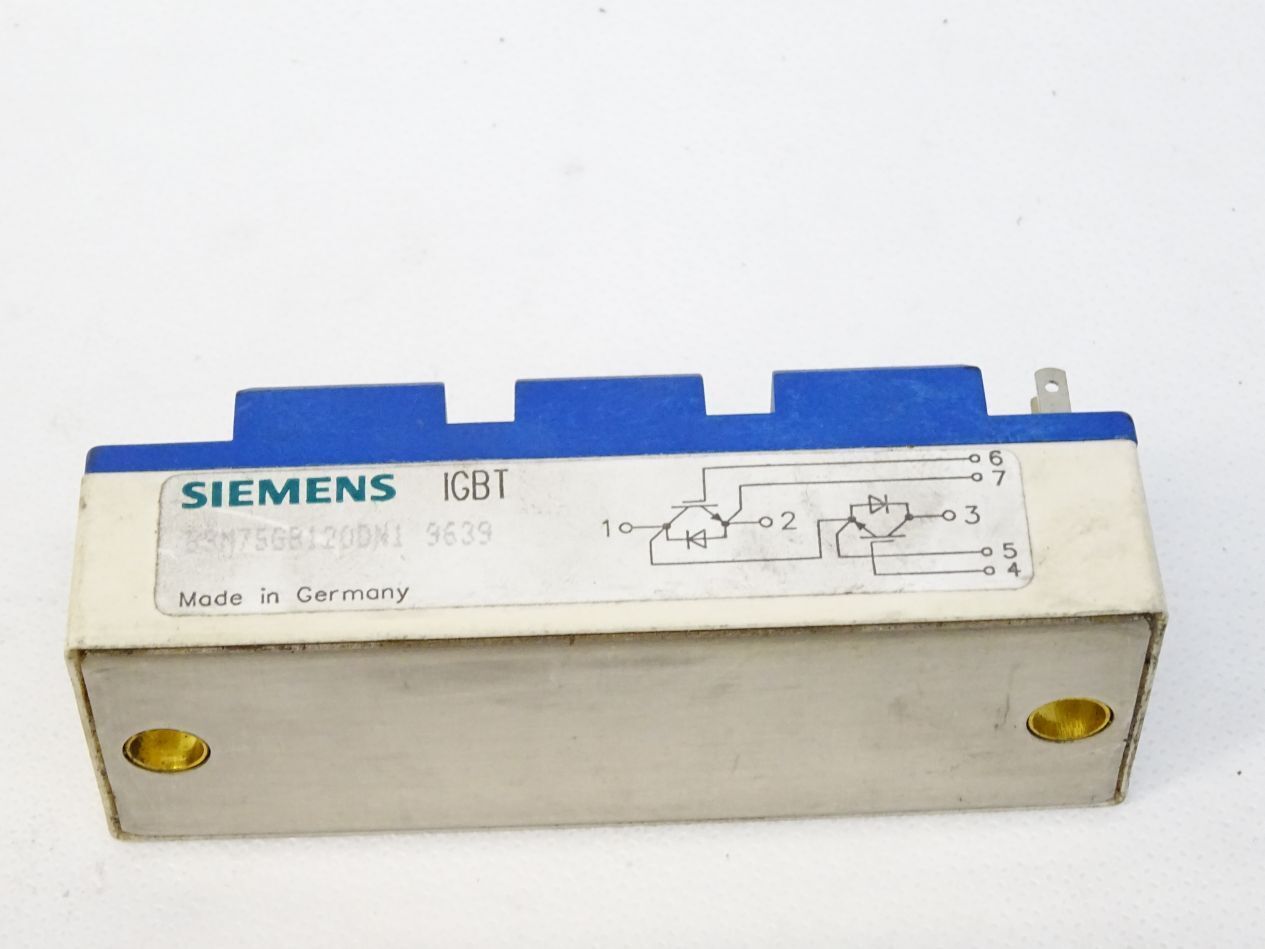 SIEMENS IGBT
BSM75GB120DN1 9639
Made in Germany
6
7
1
2
3
5
4